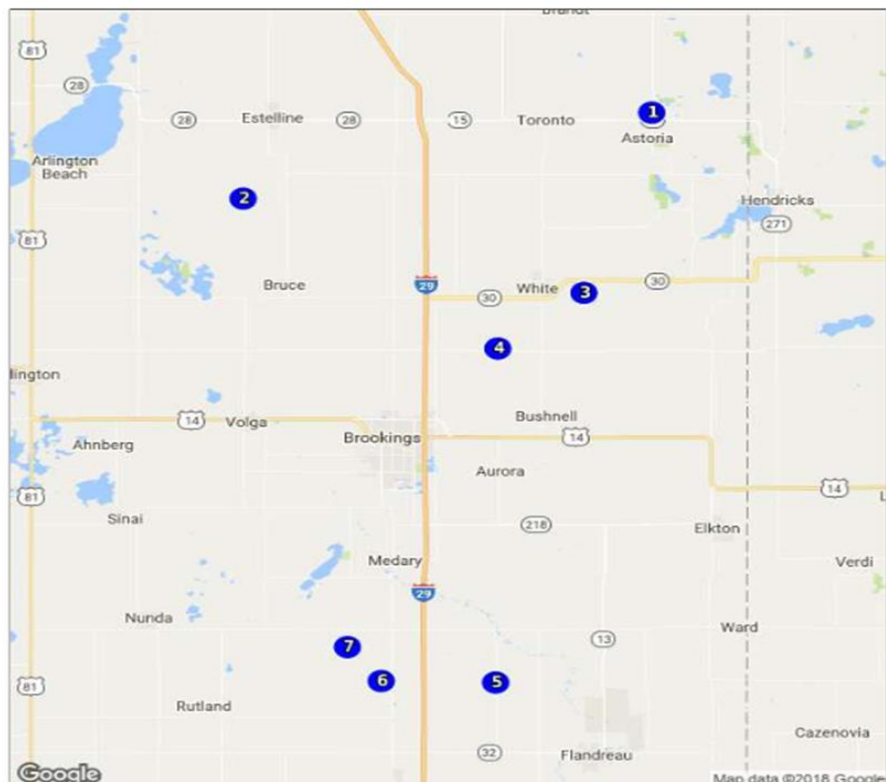 Brandt
81
28
1
28
Estelline
28
15
Toronto
Astoria
Arlington
Beach
2
Hendricks
81
271
Bruce
29
30
White
3
30
4
lington
14
Volga
Bushnell
Brookings
14
Ahnberg
Aurora
81
14
L
Sinai
218
Elkton
Medary
Verdi
29
Nunda
13
Ward
7
81
6
5
Rutland
32
Cazenovia
Flandreau
Google
Map data ©2018 Google